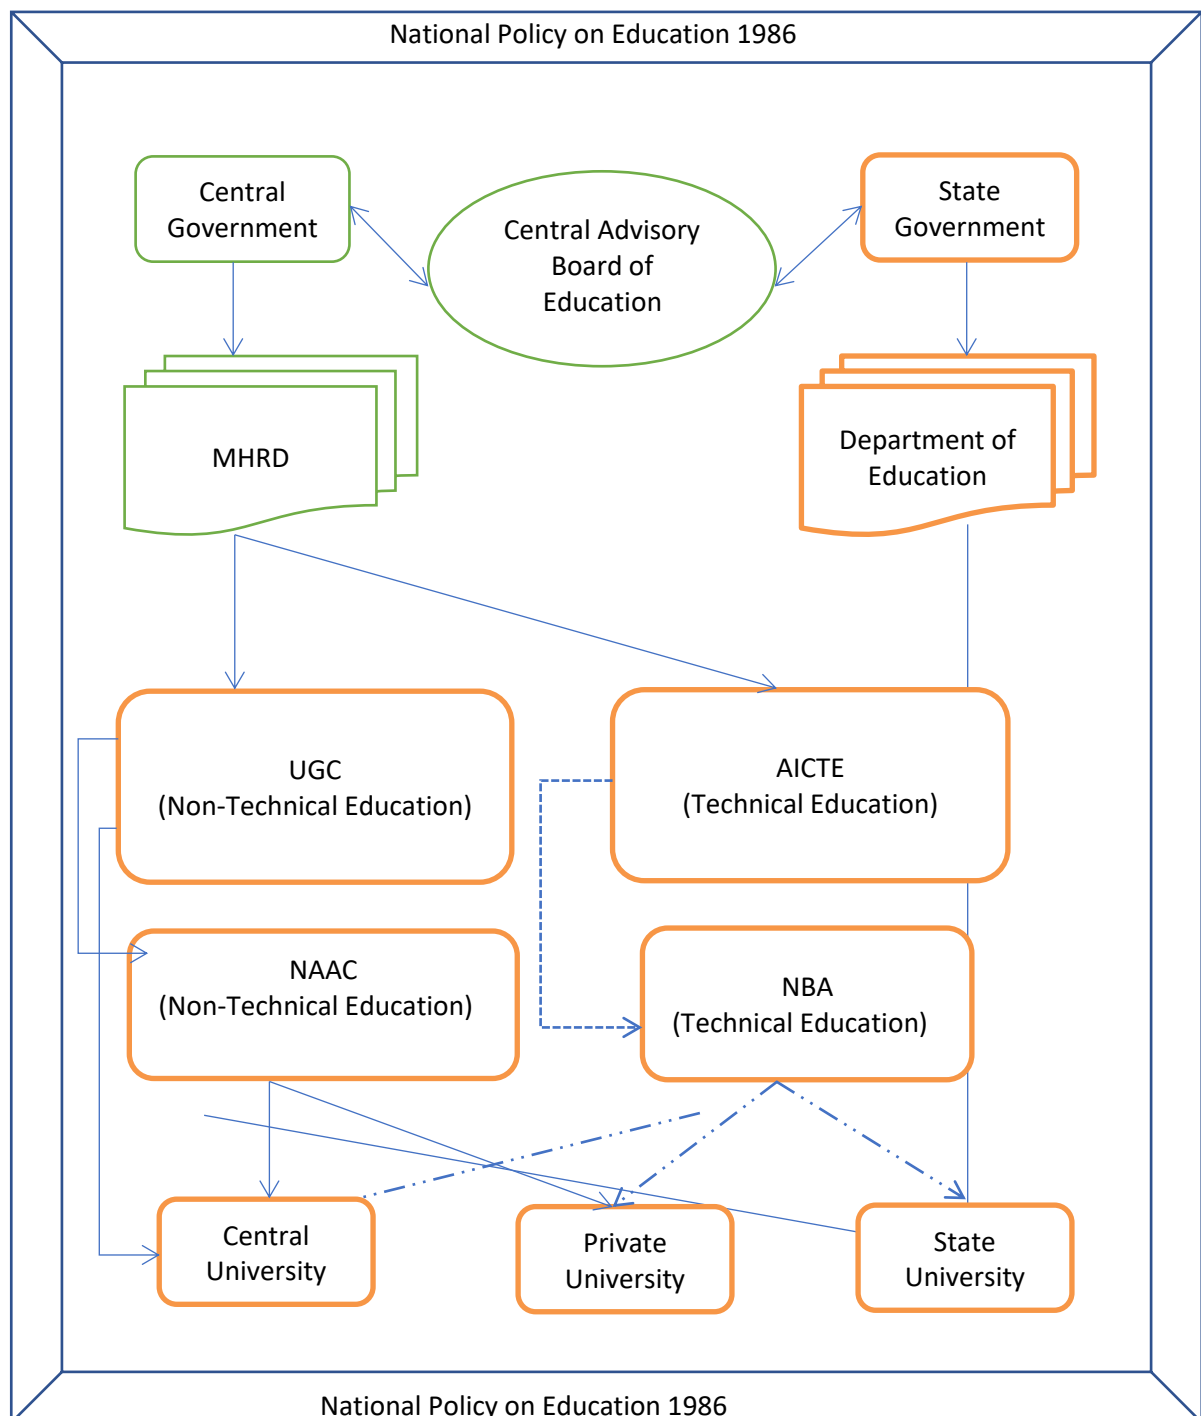 National Policy on Education 1986
Central
Government
Central Advisory
Board of
Education
State
Government
MHRD
Department of
Education
UGC
(Non-Technical Education)
AICTE
(Technical Education)
NAAC
(Non-Technical Education)
NBA
(Technical Education)
Central
University
Private
University
State
University
National Policy on Education 1986